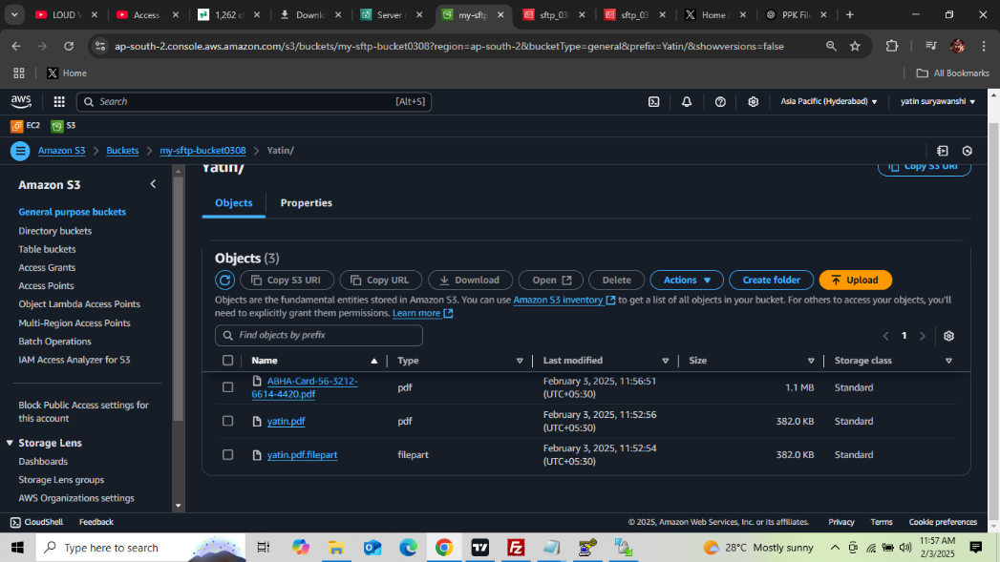 LOUD V
Access
1,262 cl
Downlo
Server
my-sftp
sftp_03
sftp_03
Home /
PPK File
ap-south-2.console.aws.amazon.com/s3/buckets/my-sftp-bucket0308?region=ap-south-2&bucketType=general&prefix=Yatin/&showversions=false
Home
All Bookmarks
aws
Search
[Alt+S]
Asia Pacific (Hyderabad)
yatin suryawanshi
EC2
S3
Amazon S3
Buckets
my-sftp-bucket0308
Yatin/
Amazon S3
General purpose buckets
Directory buckets
Table buckets
Access Grants
Access Points
Object Lambda Access Points
Multi-Region Access Points
Batch Operations
IAM Access Analyzer for S3
Block Public Access settings for
this account
Storage Lens
Dashboards
Storage Lens groups
AWS Organizations settings
Yatin/
Copy S3 URI
Objects
Properties
Objects (3)
Copy S3 URI
Copy URL
Download
Open
Delete
Actions
Create folder
Upload
Objects are the fundamental entities stored in Amazon S3. You can use Amazon S3 inventory to get a list of all objects in your bucket. For others to access your objects, you'll
need to explicitly grant them permissions. Learn more
Find objects by prefix
1
Name
Type
Last modified
Size
Storage class
ABHA-Card-56-3212-
6614-4420.pdf
pdf
February 3, 2025, 11:56:51
(UTC+05:30)
1.1 MB
Standard
yatin.pdf
pdf
February 3, 2025, 11:52:56
(UTC+05:30)
382.0 KB
Standard
yatin.pdf.filepart
filepart
February 3, 2025, 11:52:54
(UTC+05:30)
382.0 KB
Standard
CloudShell
Feedback
© 2025, Amazon Web Services, Inc. or its affiliates.
Privacy
Terms
Cookie preferences
Type here to search
28°C Mostly sunny
11:57 AM
2/3/2025